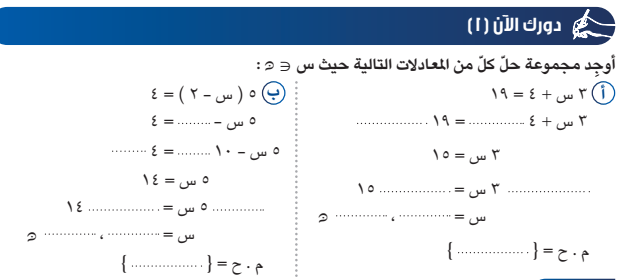 دورك الآن (٢)
أوجِد مجموعة حلّ كلّ من المعادلات التالية حيث س ∈ ص :
أ ٣ س + ٤ = ١٩
٣ س + ٤ .............. = ١٩ ..................
٣ س = ١٥
.................... ٣ س = .................. ١٥
س = ............ ، ............ ص
م . ح = { ................ }
ب ٥ ( س – ٢ ) = ٤
٥ س – ......... = ٤
٥ س – ١٠ ......... = ٤ .........
٥ س = ١٤
............. ٥ س = ................. ١٤
س = ............ ، ............ ص
م . ح = { ................ }